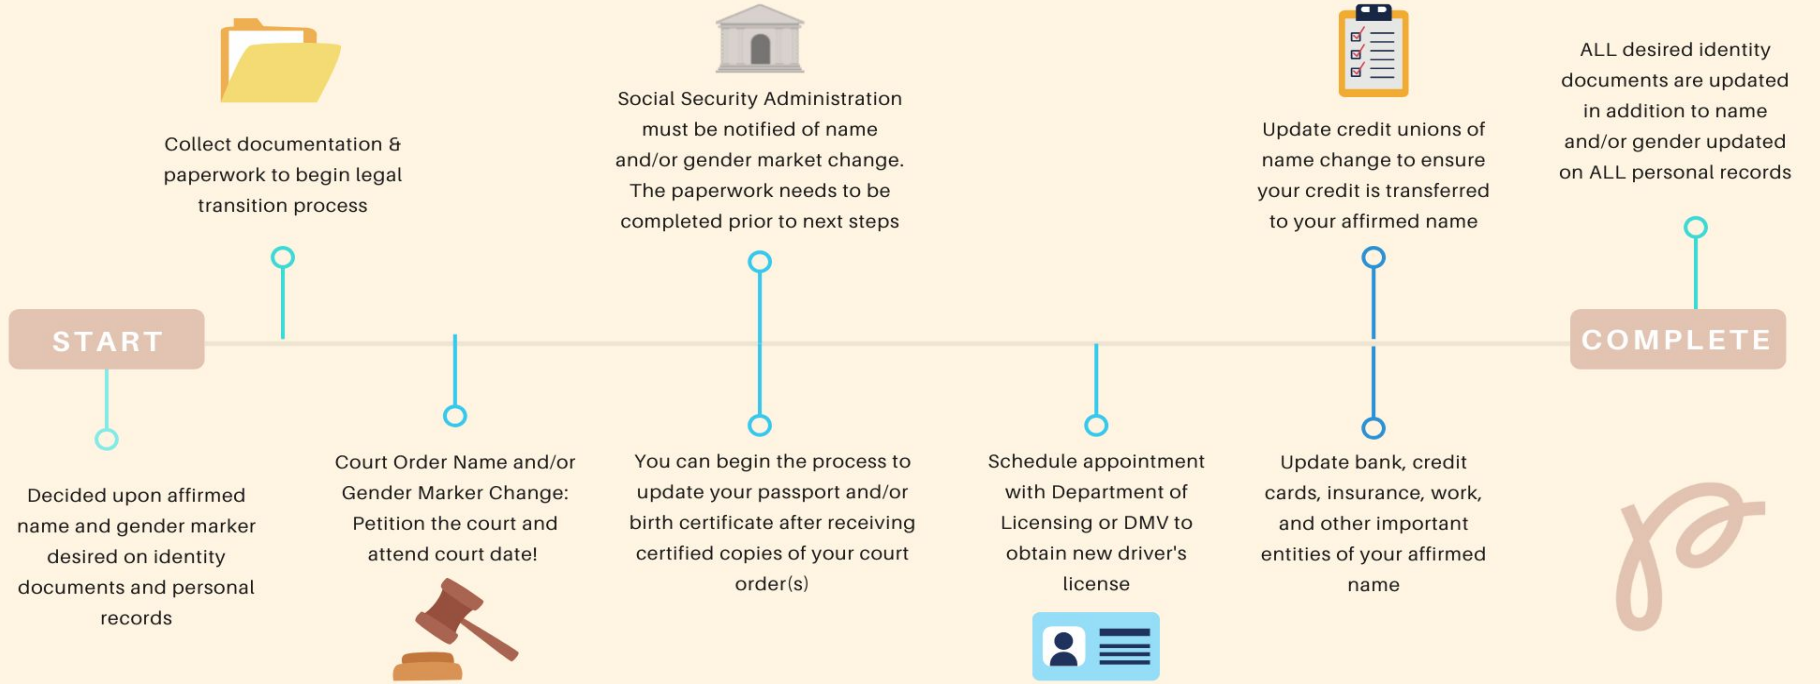 START
Decided upon affirmed
name and gender marker
desired on identity
documents and personal
records
Collect documentation &
paperwork to begin legal
transition process
Court Order Name and/or
Gender Marker Change:
Petition the court and
attend court date!
Social Security Administration
must be notified of name
and/or gender market change.
The paperwork needs to be
completed prior to next steps
You can begin the process to
update your passport and/or
birth certificate after receiving
certified copies of your court
order(s)
Schedule appointment
with Department of
Licensing or DMV to
obtain new driver's
license
Update credit unions of
name change to ensure
your credit is transferred
to your affirmed name
Update bank, credit
cards, insurance, work,
and other important
entities of your affirmed
name
ALL desired identity
documents are updated
in addition to name
and/or gender updated
on ALL personal records
COMPLETE